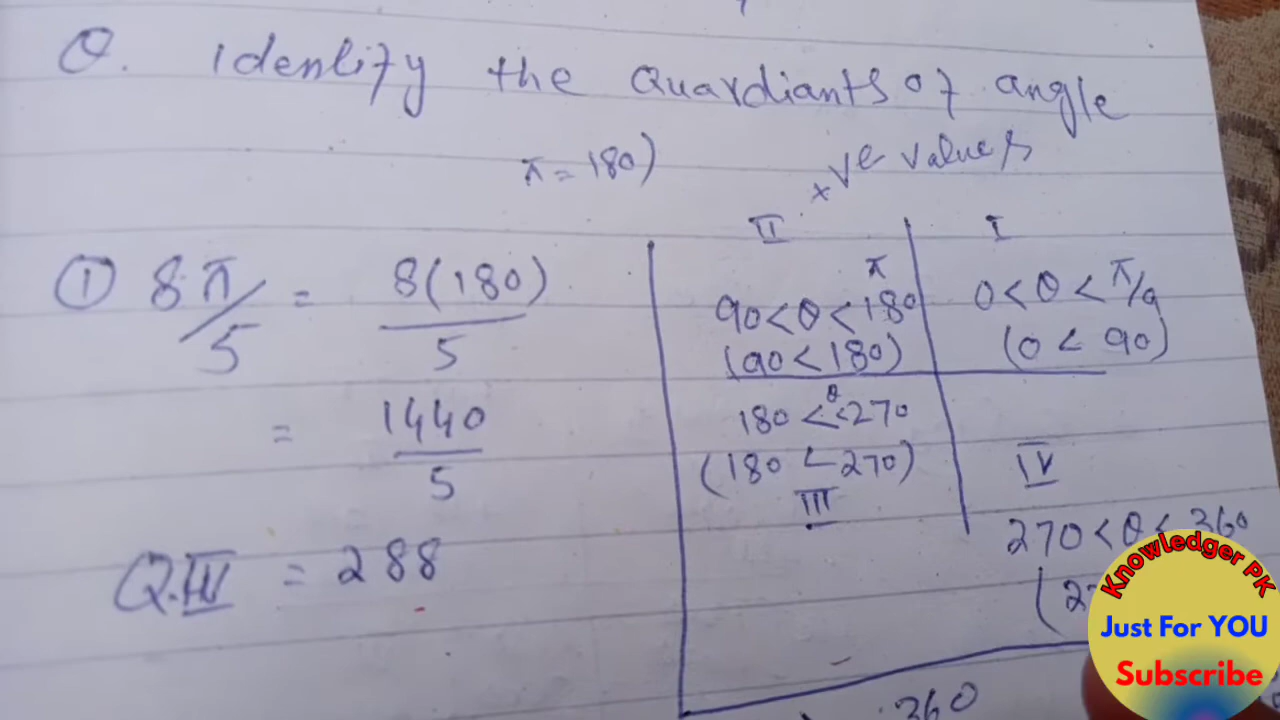 Q. Identify the Quardiants of angle
π = 180)
+ve values
① 8π/5 = 8(180)/5
= 1440/5
Q.IV = 288
II
π
90<θ<180
(90<180)
I
0<θ<π/2
(0< 90)
180<θ<270
(180 <270)
III
IV
270<θ<360
(27
360
Knowledger PK
Just For YOU
Subscribe